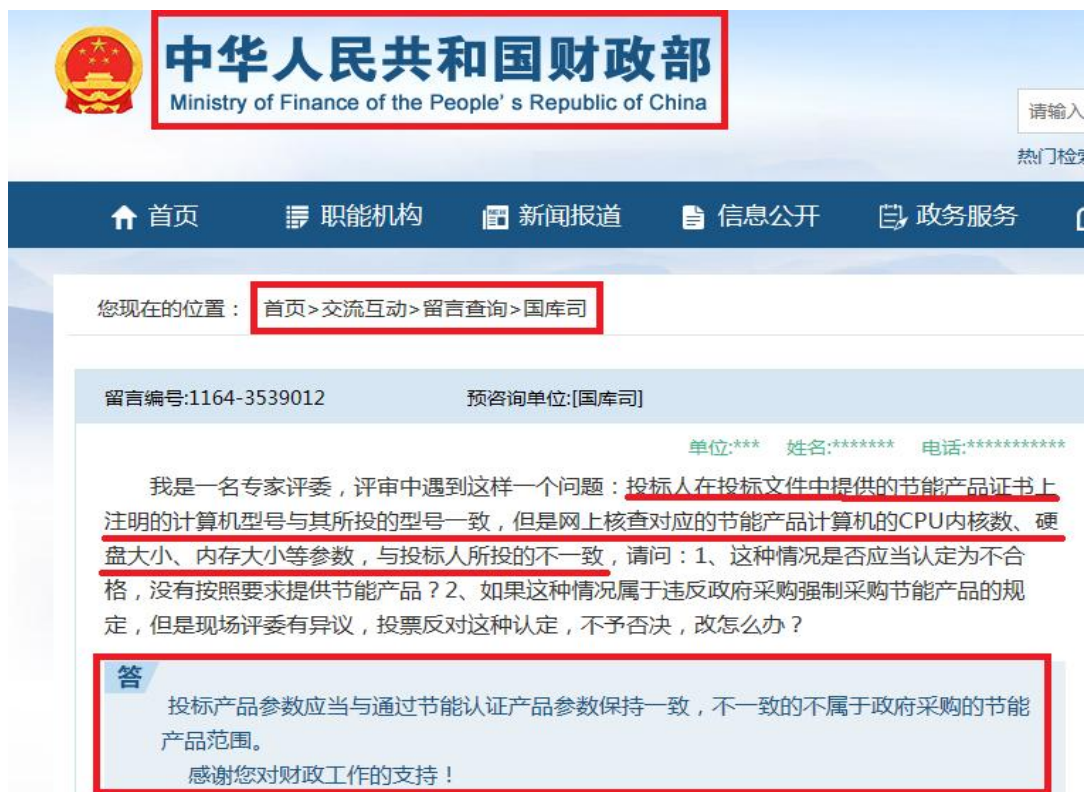 中华人民共和国财政部
Ministry of Finance of the People' s Republic of China
请输入
热门检索
首页 职能机构 新闻报道 信息公开 政务服务
您现在的位置： 首页>交流互动>留言查询>国库司
留言编号:1164-3539012 预咨询单位:[国库司]
单位:*** 姓名:******* 电话:***********
我是一名专家评委，评审中遇到这样一个问题：投标人在投标文件中提供的节能产品证书上
注明的计算机型号与其所投的型号一致，但是网上核查对应的节能产品计算机的CPU内核数、硬
盘大小、内存大小等参数，与投标人所投的不一致，请问：1、这种情况是否应当认定为不合
格，没有按照要求提供节能产品？2、如果这种情况属于违反政府采购强制采购节能产品的规
定，但是现场评委有异议，投票反对这种认定，不予否决，改怎么办？
答
投标产品参数应当与通过节能认证产品参数保持一致，不一致的不属于政府采购的节能
产品范围。
感谢您对财政工作的支持！